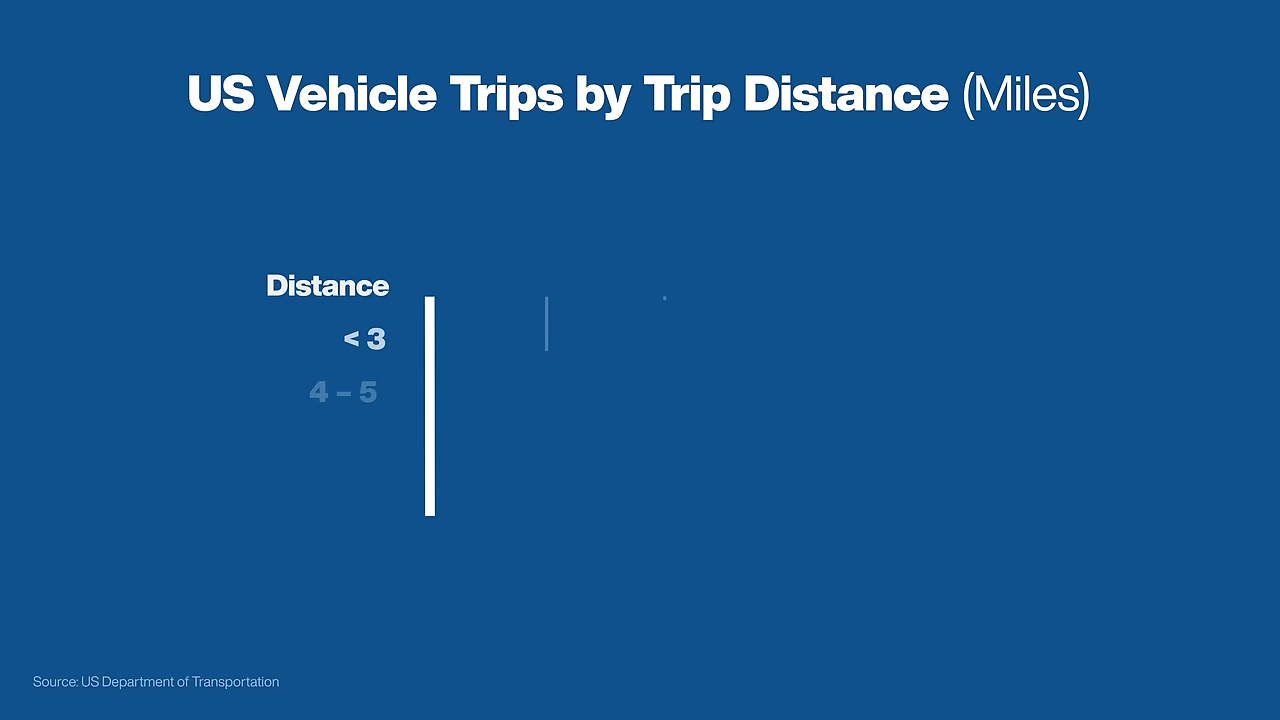 US Vehicle Trips by Trip Distance (Miles)
Distance
< 3
4 – 5
Source: US Department of Transportation